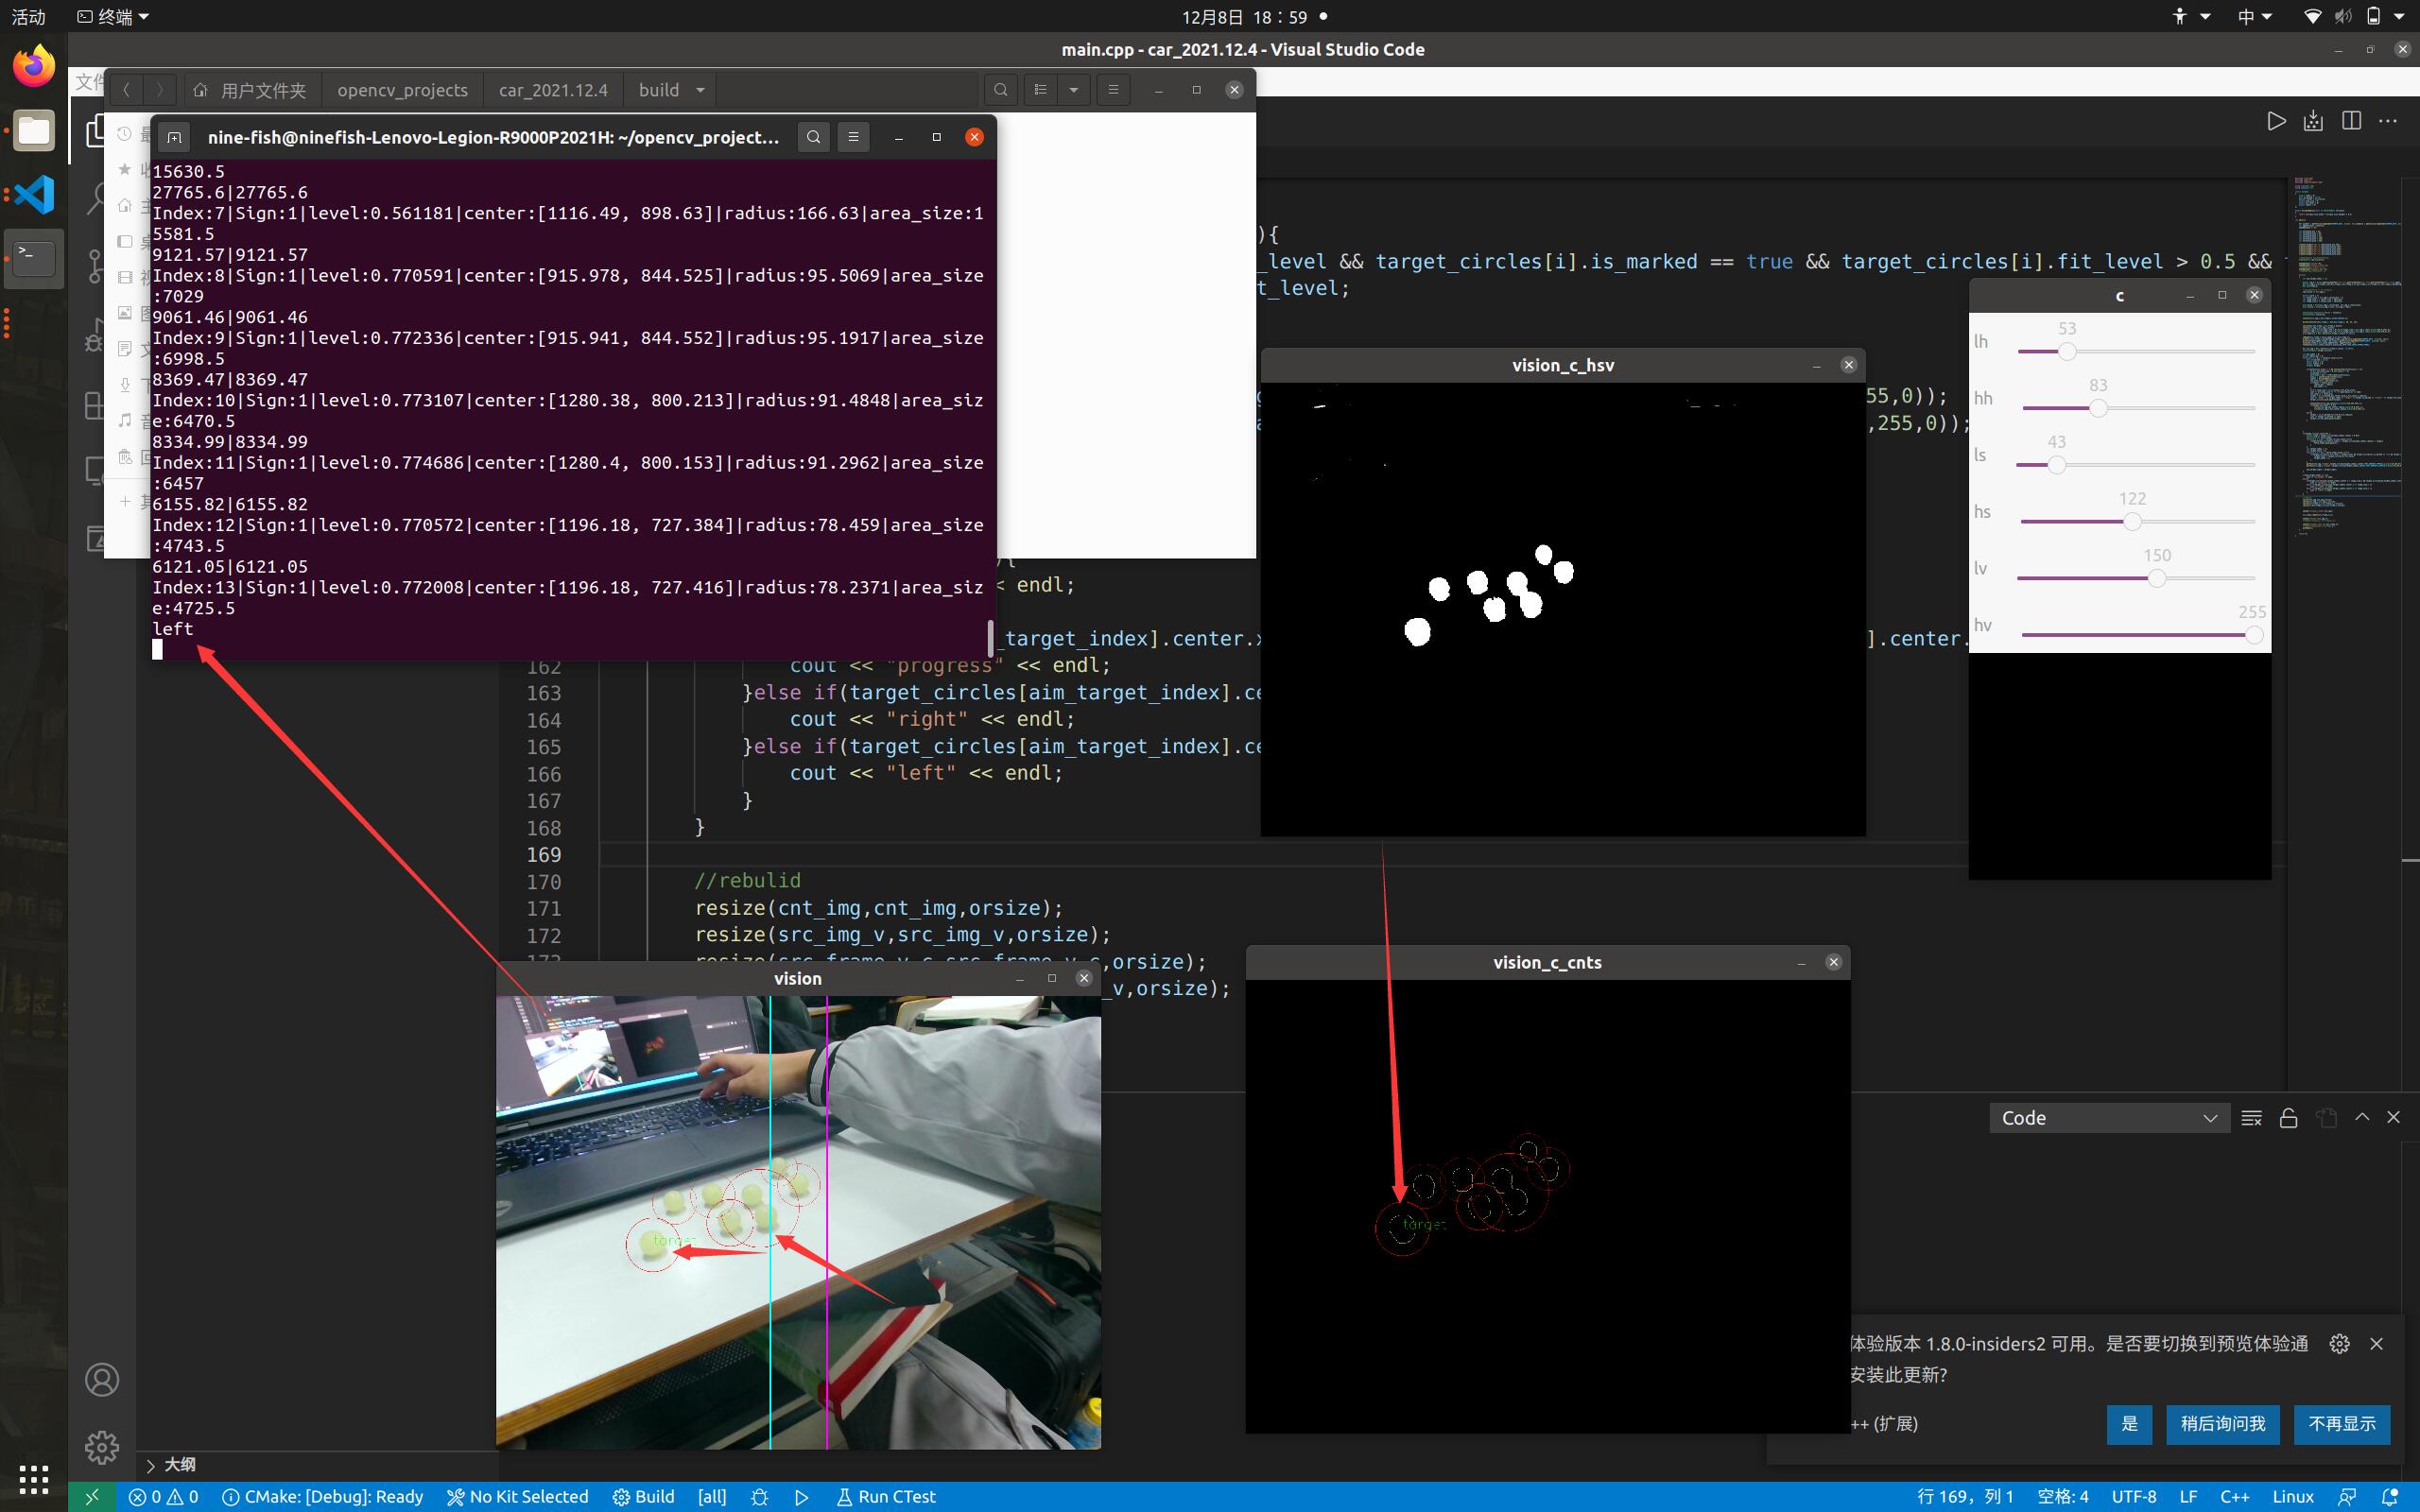 活动
终端
12月8日 18：59
中
main.cpp - car_2021.12.4 - Visual Studio Code
用户文件夹
opencv_projects
car_2021.12.4
build
nine-fish@ninefish-Lenovo-Legion-R9000P2021H: ~/opencv_project...
15630.5
27765.6|27765.6
Index:7|Sign:1|level:0.561181|center:[1116.49, 898.63]|radius:166.63|area_size:1
5581.5
9121.57|9121.57
Index:8|Sign:1|level:0.770591|center:[915.978, 844.525]|radius:95.5069|area_size
:7029
9061.46|9061.46
Index:9|Sign:1|level:0.772336|center:[915.941, 844.552]|radius:95.1917|area_size
:6998.5
8369.47|8369.47
Index:10|Sign:1|level:0.773107|center:[1280.38, 800.213]|radius:91.4848|area_siz
e:6470.5
8334.99|8334.99
Index:11|Sign:1|level:0.774686|center:[1280.4, 800.153]|radius:91.2962|area_size
:6457
6155.82|6155.82
Index:12|Sign:1|level:0.770572|center:[1196.18, 727.384]|radius:78.459|area_size
:4743.5
6121.05|6121.05
Index:13|Sign:1|level:0.772008|center:[1196.18, 727.416]|radius:78.2371|area_siz
e:4725.5
left
){
_level && target_circles[i].is_marked == true && target_circles[i].fit_level > 0.5 &&
t_level;
55,0));
,255,0));
){
< endl;
_target_index].center.x
].center.
162 cout << "progress" << endl;
163 }else if(target_circles[aim_target_index].ce
164 cout << "right" << endl;
165 }else if(target_circles[aim_target_index].ce
166 cout << "left" << endl;
167 }
168 }
169
170 //rebulid
171 resize(cnt_img,cnt_img,orsize);
172 resize(src_img_v,src_img_v,orsize);
173 resize(src_frame_v_c,src_frame_v_c,orsize);
_v,orsize);
vision_c_hsv
c
53
lh
83
hh
43
ls
122
hs
150
lv
255
hv
vision
target
vision_c_cnts
target
Code
体验版本 1.8.0-insiders2 可用。是否要切换到预览体验通
安装此更新?
++ (扩展)
是
稍后询问我
不再显示
大纲
0
0
CMake: [Debug]: Ready
No Kit Selected
Build
[all]
Run CTest
行 169，列 1
空格: 4
UTF-8
LF
C++
Linux